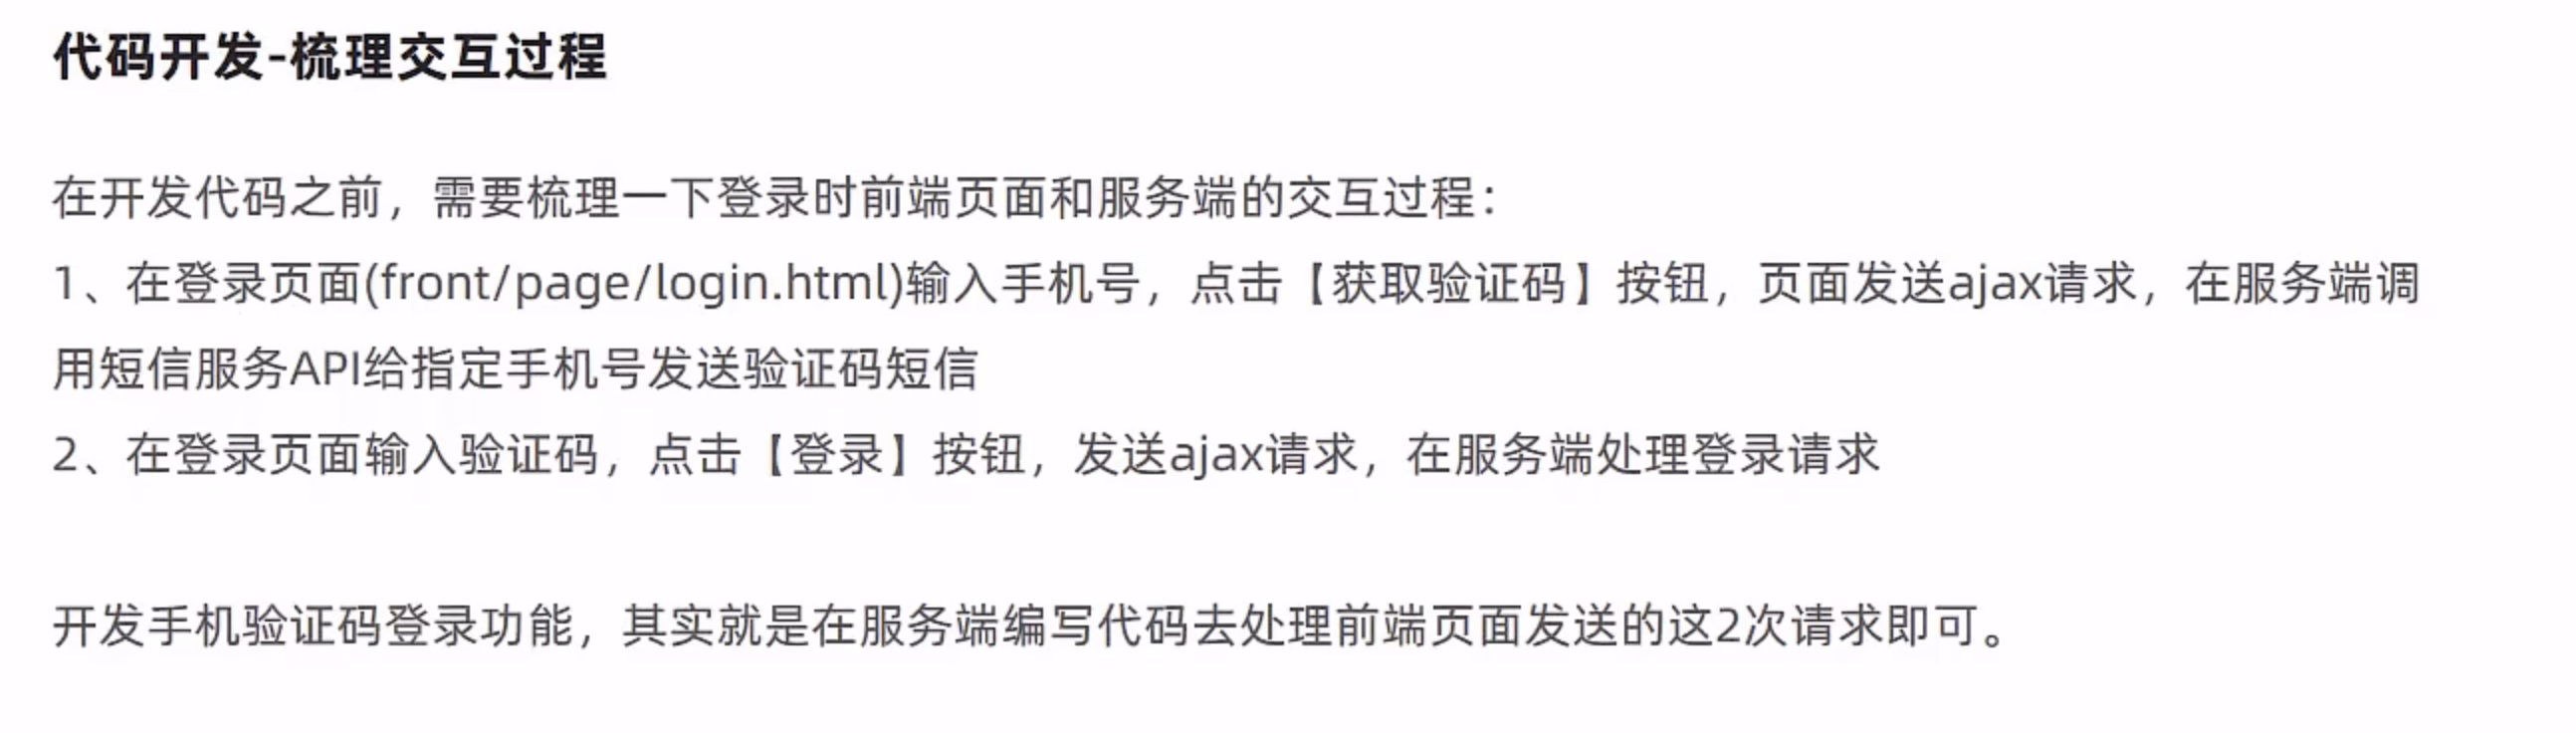 代码开发-梳理交互过程
在开发代码之前，需要梳理一下登录时前端页面和服务端的交互过程：
1、在登录页面(front/page/login.html)输入手机号，点击【获取验证码】按钮，页面发送ajax请求，在服务端调
用短信服务API给指定手机号发送验证码短信
2、在登录页面输入验证码，点击【登录】按钮，发送ajax请求，在服务端处理登录请求
开发手机验证码登录功能，其实就是在服务端编写代码去处理前端页面发送的这2次请求即可。